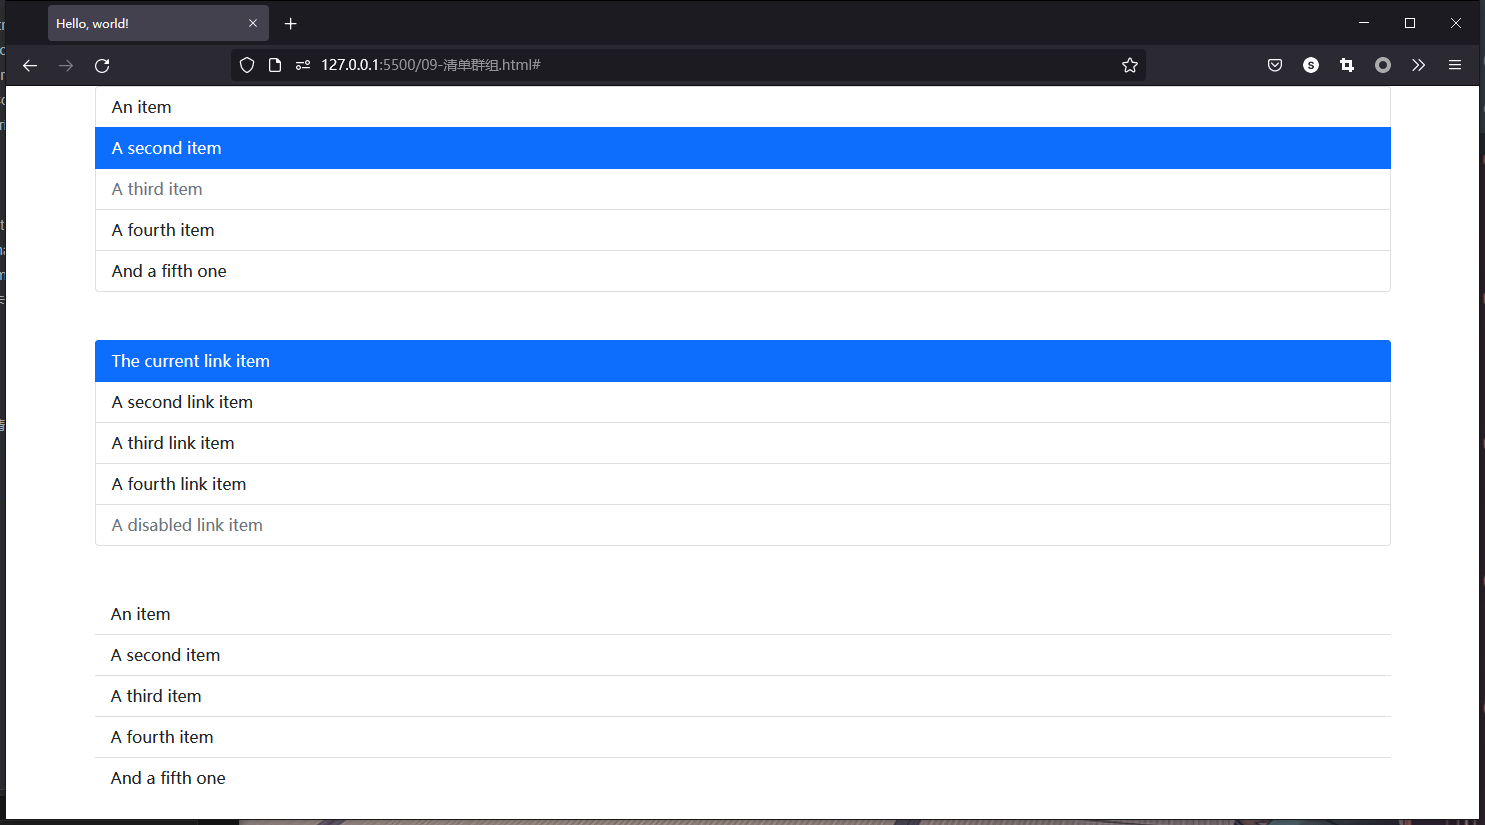 Hello, world!
127.0.0.1:5500/09-清单群组.html#
An item
A second item
A third item
A fourth item
And a fifth one
The current link item
A second link item
A third link item
A fourth link item
A disabled link item
An item
A second item
A third item
A fourth item
And a fifth one